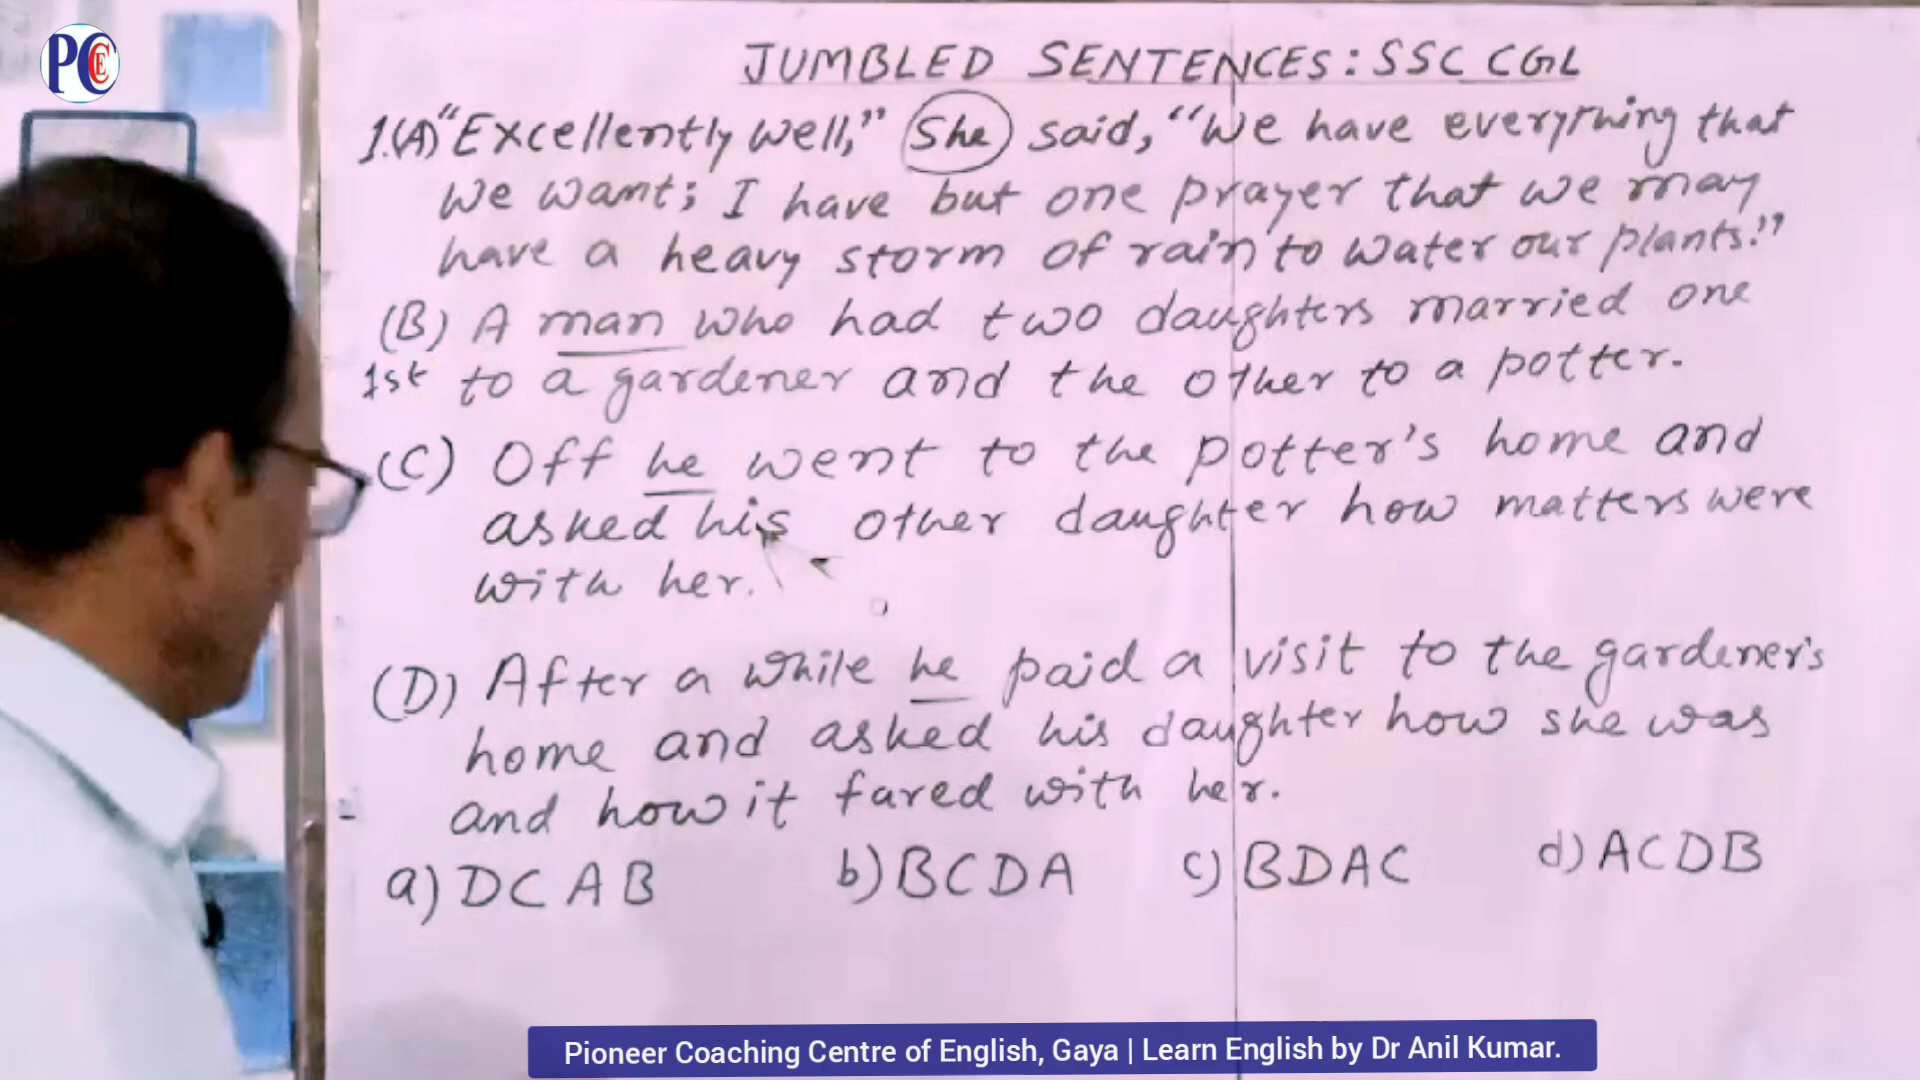 PCCE
JUMBLED SENTENCES: SSC CGL
1.(A) "Excellently well," She said, "We have everything that
we want; I have but one prayer that we may
have a heavy storm of rain to water our plants."
(B) A man who had two daughters married one
1st to a gardener and the other to a potter.
(C) Off he went to the potter's home and
asked his other daughter how matters were
with her.
(D) After a while he paid a visit to the gardener's
home and asked his daughter how she was
and how it fared with her.
a) DCAB b) BCDA c) BDAC d) ACDB
Pioneer Coaching Centre of English, Gaya | Learn English by Dr Anil Kumar.